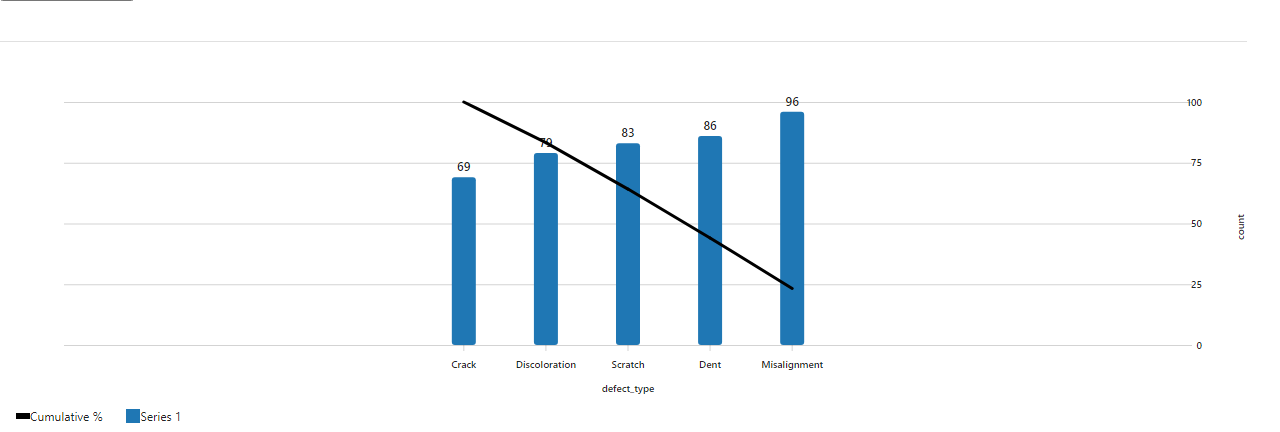 96
100
86
83
79
75
69
50
count
25
0
Crack Discoloration Scratch Dent Misalignment
defect_type
Cumulative % Series 1